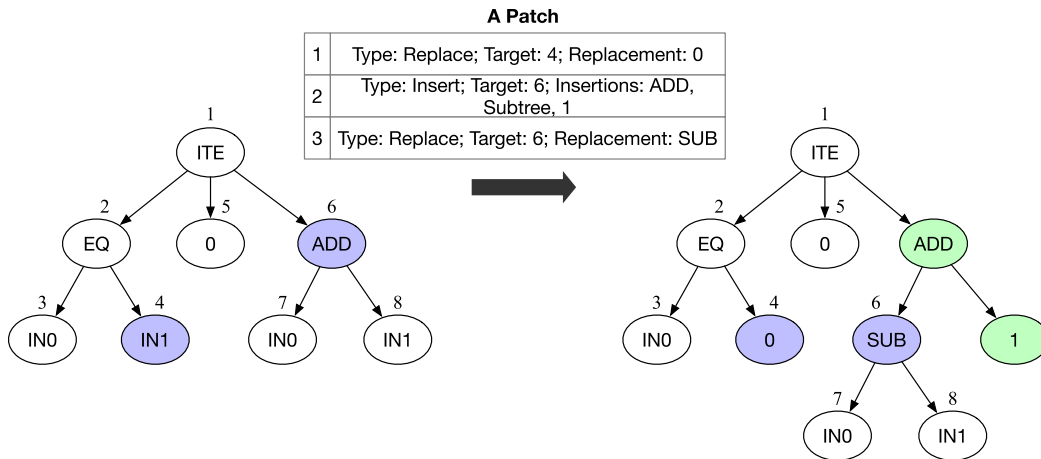 A Patch
1 Type: Replace; Target: 4; Replacement: 0
2 Type: Insert; Target: 6; Insertions: ADD,
Subtree, 1
3 Type: Replace; Target: 6; Replacement: SUB
1
ITE
2 5 6
EQ 0 ADD
3 4 7 8
IN0 IN1 IN0 IN1
1
ITE
2 5
EQ 0 ADD
3 4 6
IN0 0 SUB 1
7 8
IN0 IN1